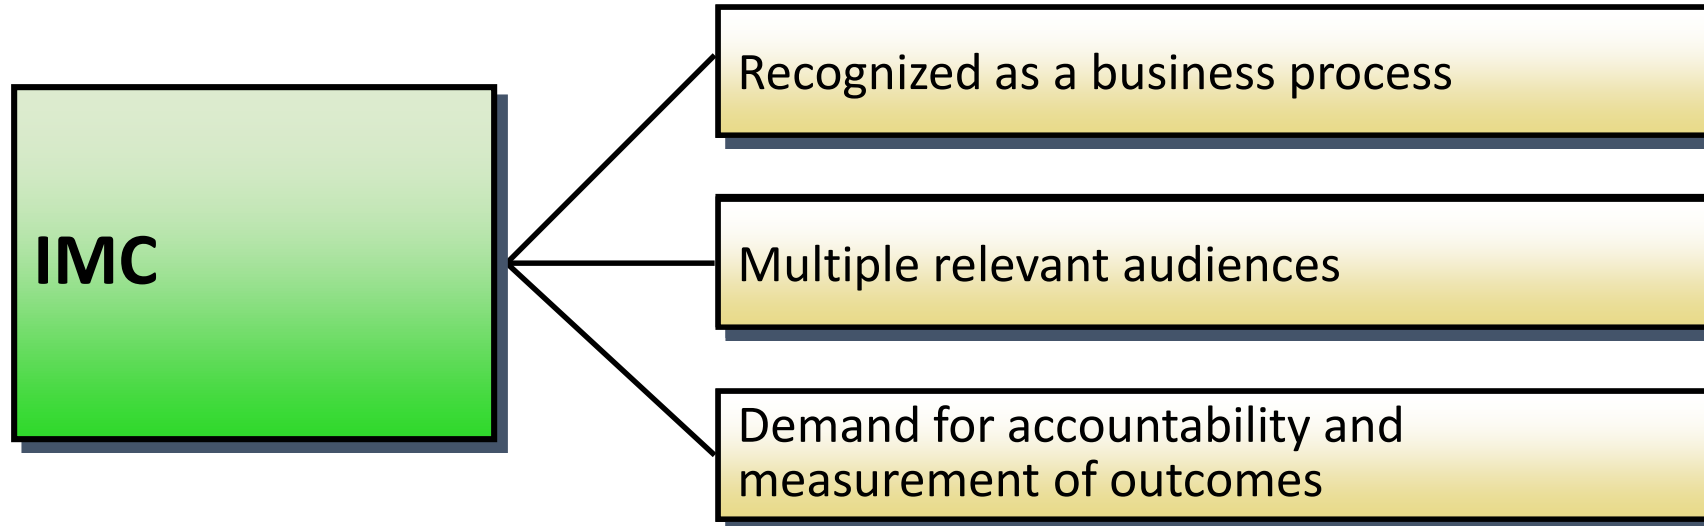 IMC
Recognized as a business process
Multiple relevant audiences
Demand for accountability and
measurement of outcomes